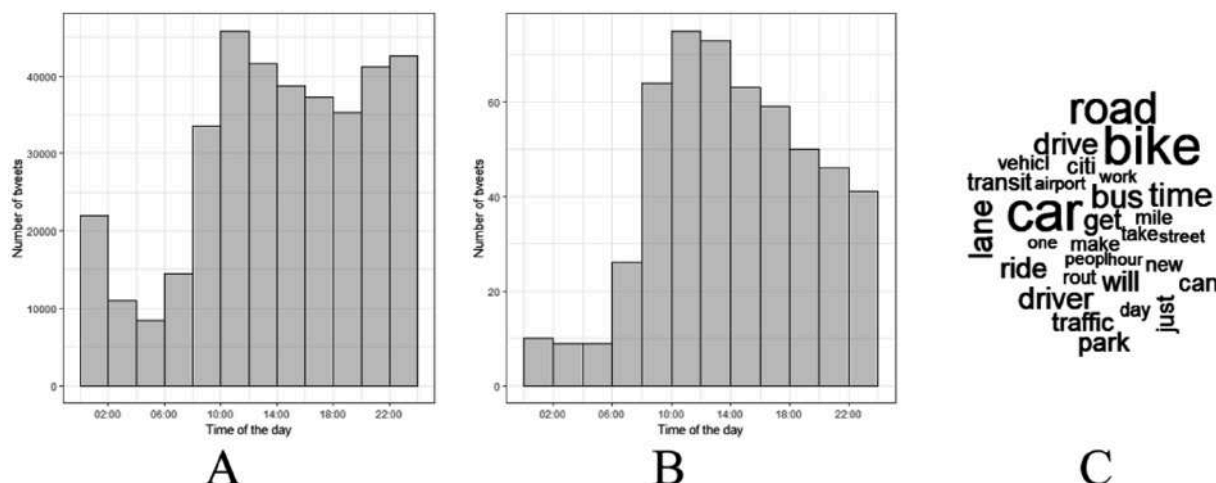 Number of tweets
40000
30000
20000
10000
0
02:00 06:00 10:00 14:00 18:00 22:00
Time of the day
A
Number of tweets
60
40
20
0
02:00 06:00 10:00 14:00 18:00 22:00
Time of the day
B
road
drive bike
vehicl citi
transit airport work
bus time
lane car get mile
one make take street
peopl hour
ride rout will new
can
driver day just
traffic
park
C